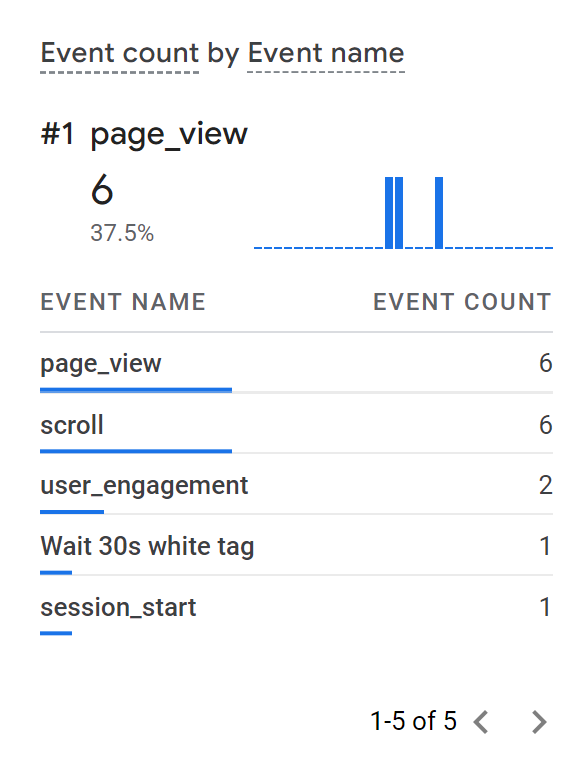 Event count by Event name
#1 page_view
6
37.5%
EVENT NAME EVENT COUNT
page_view 6
scroll 6
user_engagement 2
Wait 30s white tag 1
session_start 1
1-5 of 5